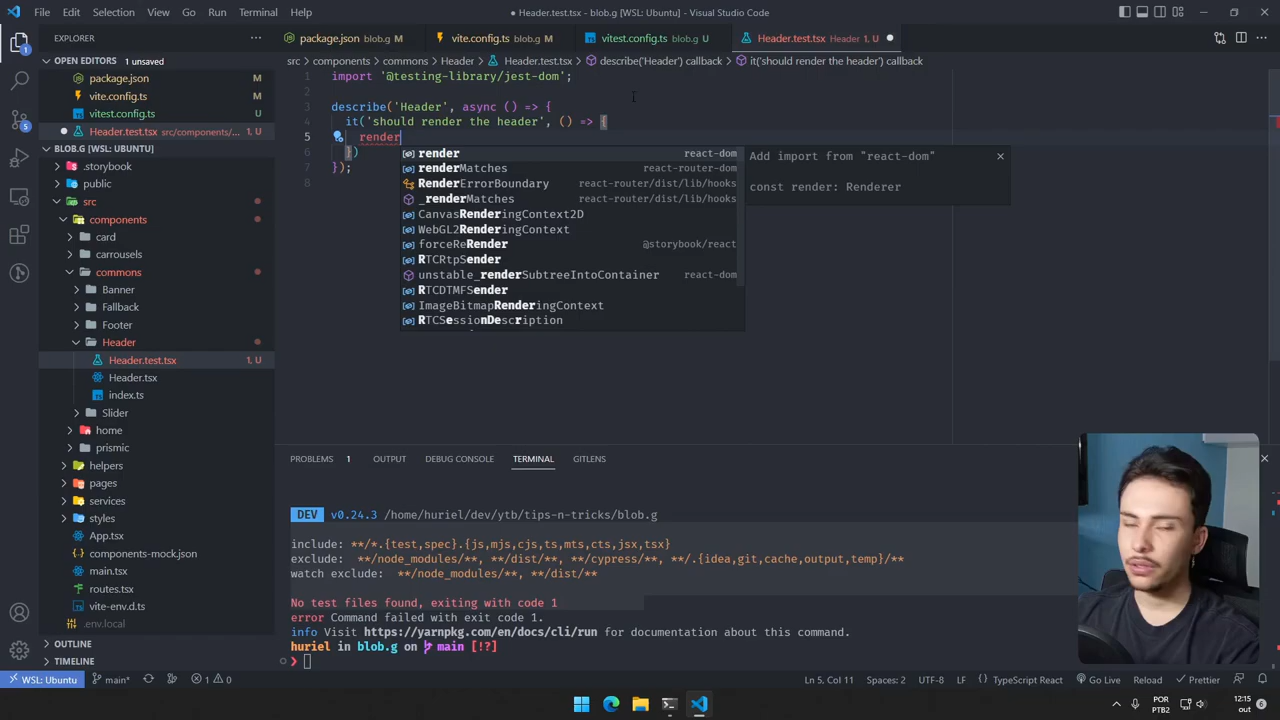 File Edit Selection View Go Run Terminal Help
● Header.test.tsx - blob.g [WSL: Ubuntu] - Visual Studio Code
EXPLORER
package.json blob.g M
vite.config.ts blob.g M
vitest.config.ts blob.g U
Header.test.tsx Header 1, U
OPEN EDITORS 1 unsaved
package.json M
vite.config.ts M
vitest.config.ts U
Header.test.tsx src/components/... 1, U
BLOB.G [WSL: UBUNTU]
.storybook
public
src
components
card
carrousels
commons
Banner
Fallback
Footer
Header
Header.test.tsx 1, U
Header.tsx
index.ts
Slider
home
prismic
helpers
pages
services
styles
App.tsx
components-mock.json
main.tsx
routes.tsx
vite-env.d.ts
.env.local
OUTLINE
TIMELINE
src > components > commons > Header > Header.test.tsx > describe('Header') callback > it('should render the header') callback
1 import '@testing-library/jest-dom';
2
3 describe('Header', async () => {
4 it('should render the header', () => {
5 render
6 })
7 });
8
render react-dom
renderMatches react-router-dom
RenderErrorBoundary react-router/dist/lib/hooks
_renderMatches react-router/dist/lib/hooks
CanvasRenderingContext2D
WebGL2RenderingContext
forceReRender @storybook/react
RTCRtpSender
unstable_renderSubtreeIntoContainer react-dom
RTCDTMFSender
ImageBitmapRenderingContext
RTCSessionDescription
Add import from "react-dom"
const render: Renderer
PROBLEMS 1 OUTPUT DEBUG CONSOLE TERMINAL GITLENS
DEV v0.24.3 /home/huriel/dev/ytb/tips-n-tricks/blob.g
include: **/*.{test,spec}.{js,mjs,cjs,ts,mts,cts,jsx,tsx}
exclude: **/node_modules/**, **/dist/**, **/cypress/**, **/.{idea,git,cache,output,temp}/**
watch exclude: **/node_modules/**, **/dist/**
No test files found, exiting with code 1
error Command failed with exit code 1.
info Visit https://yarnpkg.com/en/docs/cli/run for documentation about this command.
huriel in blob.g on main [!?]
❯
WSL: Ubuntu main* 1 0 Ln 5, Col 11 Spaces: 2 UTF-8 LF TypeScript React Go Live Reload Prettier
POR
PTB2
12:15
out